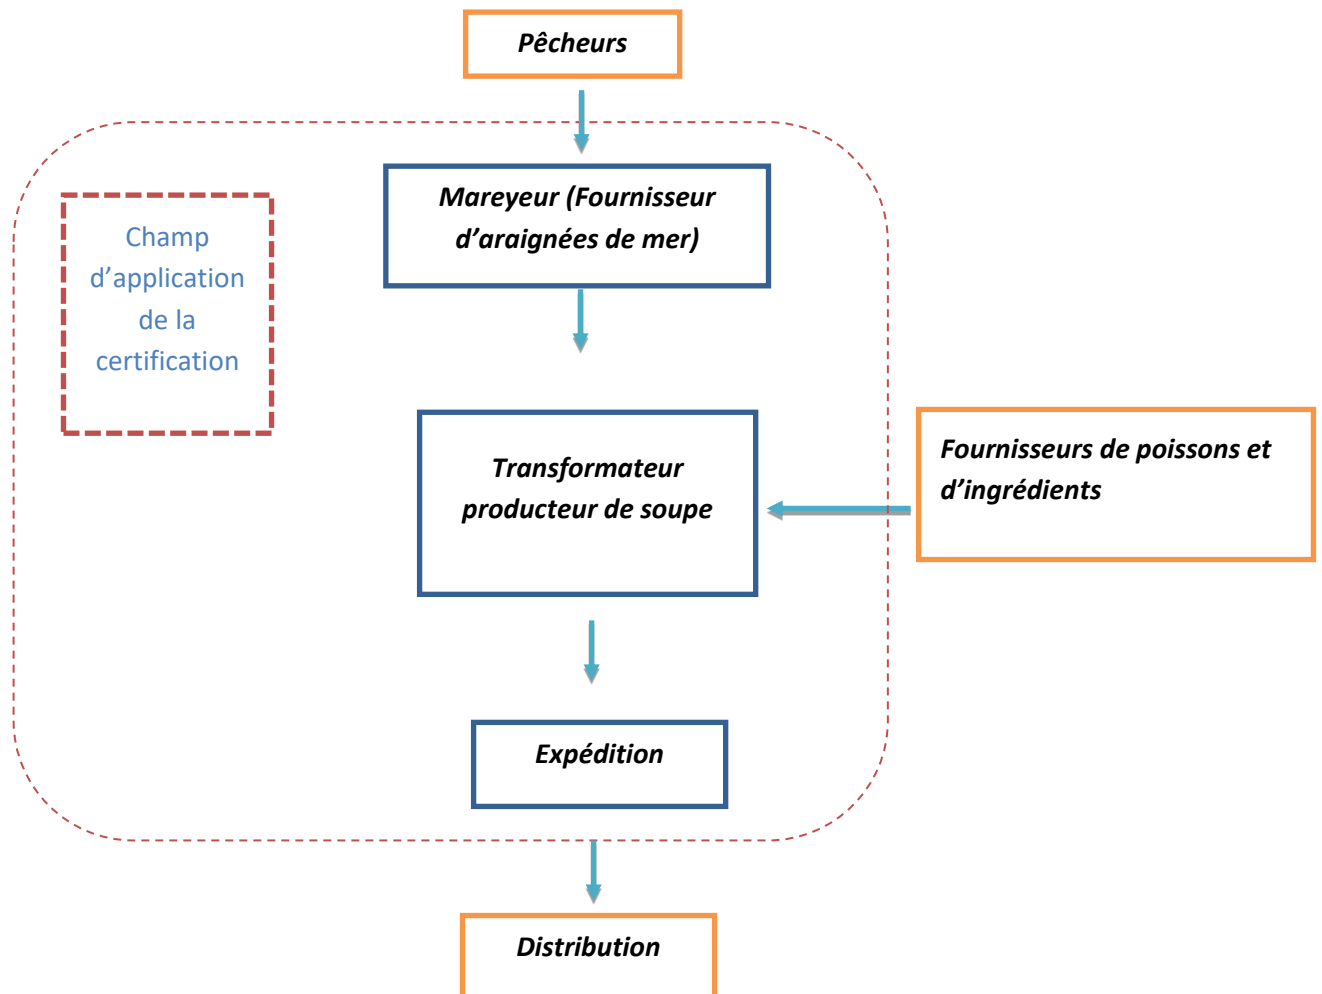 Pêcheurs
Mareyeur (Fournisseur
d’araignées de mer)
Champ
d’application
de la
certification
Transformateur
producteur de soupe
Fournisseurs de poissons et
d’ingrédients
Expédition
Distribution